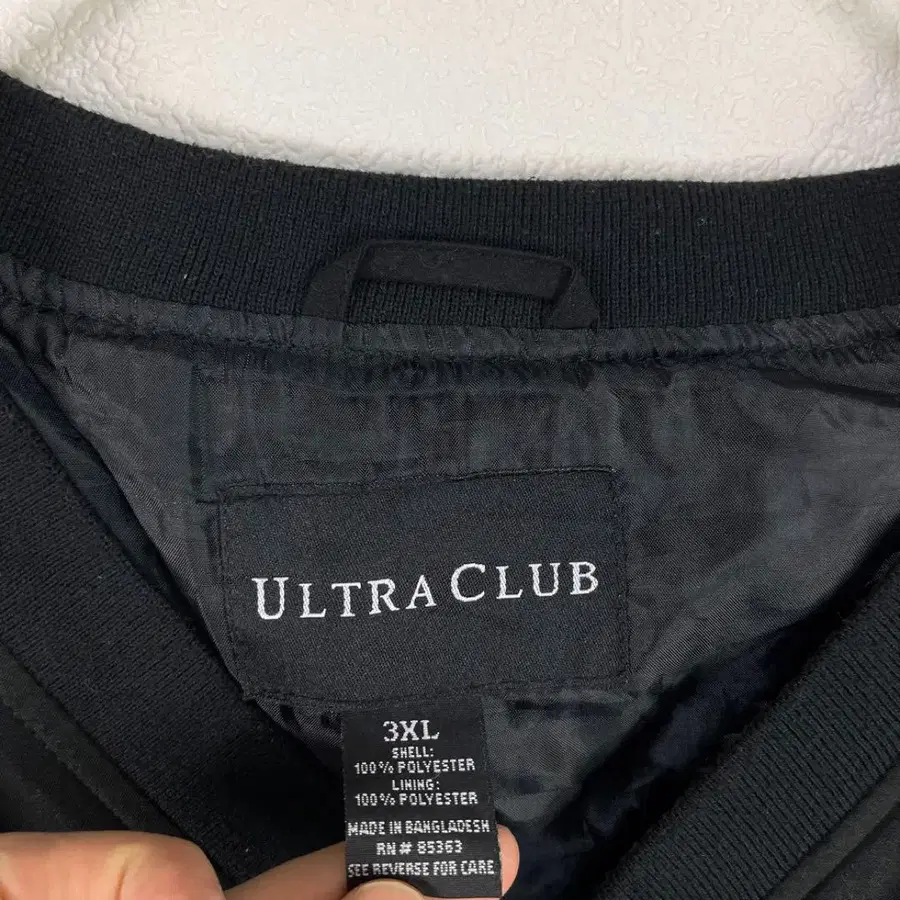 ULTRA CLUB
3XL
SHELL:
100% POLYESTER
LINING:
100% POLYESTER
MADE IN BANGLADESH
RN# 85363
SEE REVERSE FOR CARE